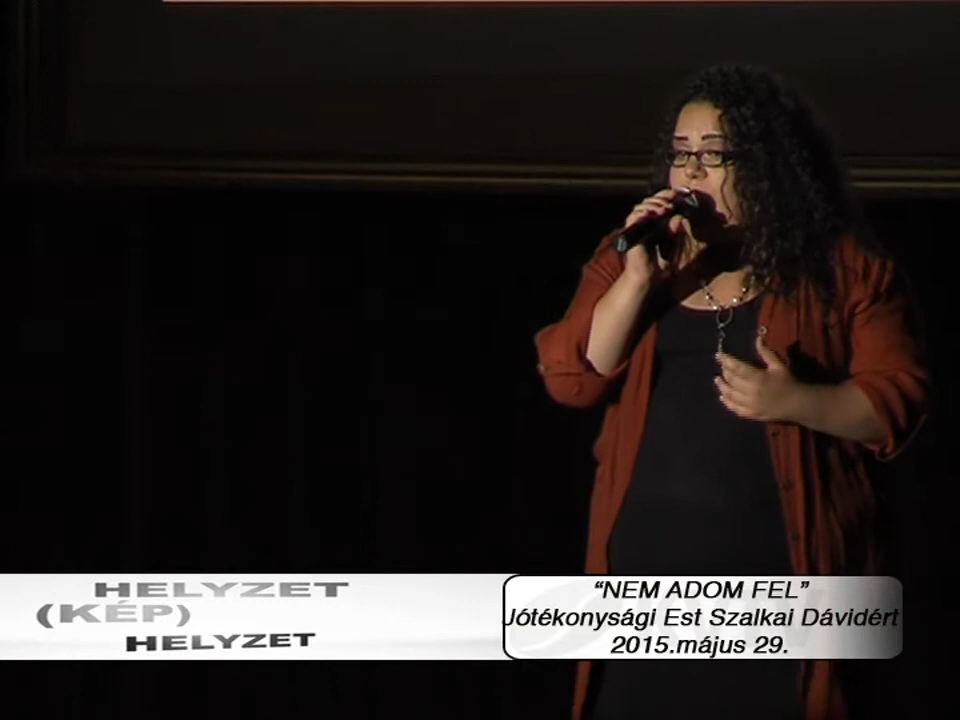 HELYZET
(KÉP)
HELYZET
“NEM ADOM FEL”
Jótékonysági Est Szalkai Dávidért
2015.május 29.